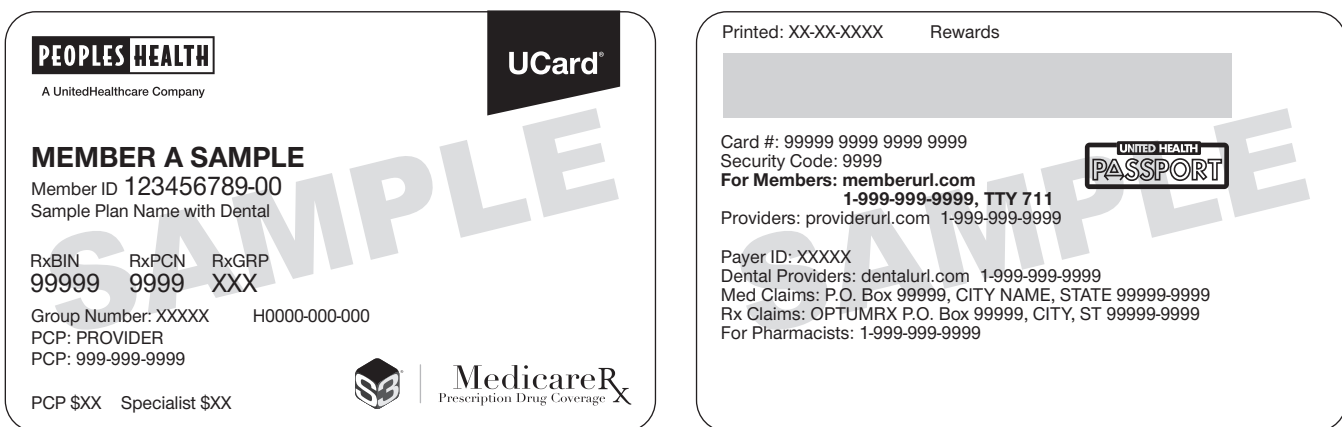 PEOPLES HEALTH
A UnitedHealthcare Company
UCard®
MEMBER A SAMPLE
Member ID 123456789-00
Sample Plan Name with Dental
RxBIN RxPCN RxGRP
99999 9999 XXX
Group Number: XXXXX H0000-000-000
PCP: PROVIDER
PCP: 999-999-9999
PCP $XX Specialist $XX
S3
MedicareRx
Prescription Drug Coverage
SAMPLE
Printed: XX-XX-XXXX Rewards
Card #: 99999 9999 9999 9999
Security Code: 9999
For Members: memberurl.com
1-999-999-9999, TTY 711
Providers: providerurl.com 1-999-999-9999
UNITED HEALTH
PASSPORT
Payer ID: XXXXX
Dental Providers: dentalurl.com 1-999-999-9999
Med Claims: P.O. Box 99999, CITY NAME, STATE 99999-9999
Rx Claims: OPTUMRX P.O. Box 99999, CITY, ST 99999-9999
For Pharmacists: 1-999-999-9999
SAMPLE